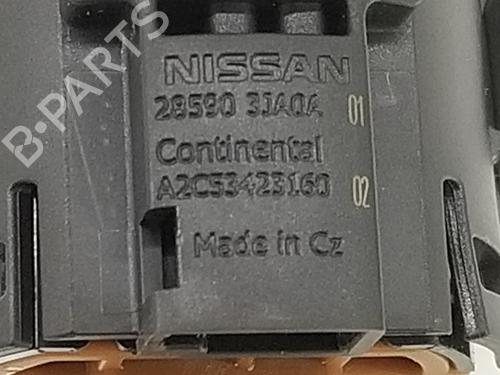 B-PARTS
NISSAN
28590 3JA0A 01
Continental
A2C53423160 02
Made in Cz